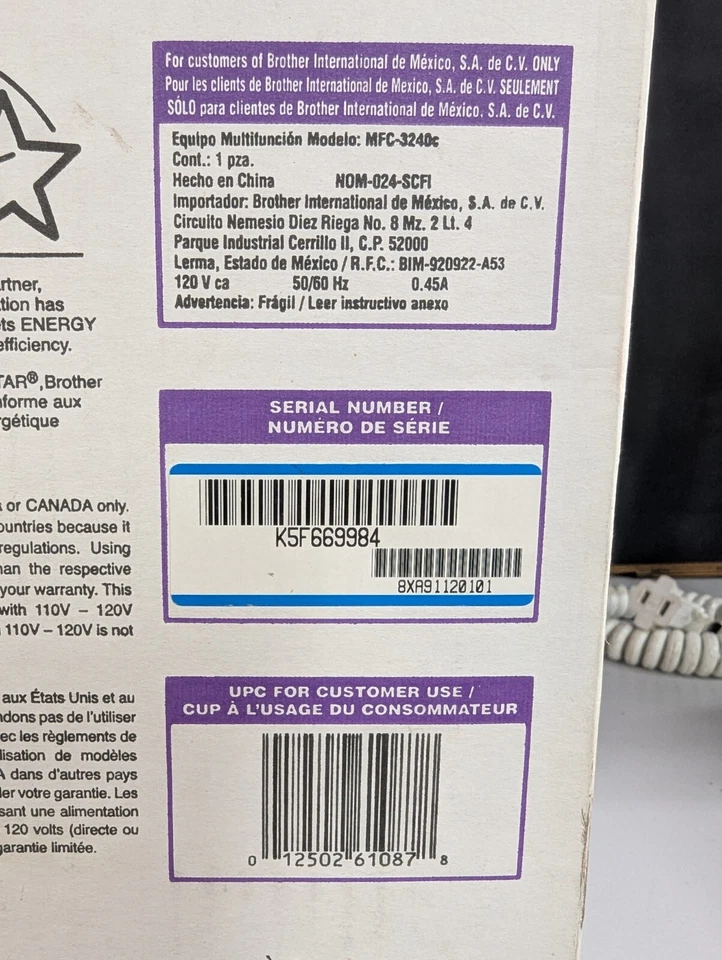 rtner,
tion has
ts ENERGY
efficiency.
TAR®, Brother
nforme aux
rgétique
A or CANADA only.
ountries because it
regulations. Using
han the respective
your warranty. This
with 110V – 120V
110V – 120V is not
aux États Unis et au
ndons pas de l'utiliser
ec les règlements de
lisation de modèles
A dans d'autres pays
ler votre garantie. Les
sant une alimentation
120 volts (directe ou
garantie limitée.
For customers of Brother International de México, S.A. de C.V. ONLY
Pour les clients de Brother International de Mexico, S.A. de C.V. SEULEMENT
SÓLO para clientes de Brother International de México, S.A. de C.V.
Equipo Multifunción Modelo: MFC-3240c
Cont.: 1 pza.
Hecho en China NOM-024-SCFI
Importador: Brother International de México, S.A. de C.V.
Circuito Nemesio Diez Riega No. 8 Mz. 2 Lt. 4
Parque Industrial Cerrillo II, C.P. 52000
Lerma, Estado de México / R.F.C.: BIM-920922-A53
120 V ca 50/60 Hz 0.45A
Advertencia: Frágil / Leer instructivo anexo
SERIAL NUMBER /
NUMÉRO DE SÉRIE
K5F669984
8XA91120101
UPC FOR CUSTOMER USE /
CUP À L'USAGE DU CONSOMMATEUR
0 12502 61087 8